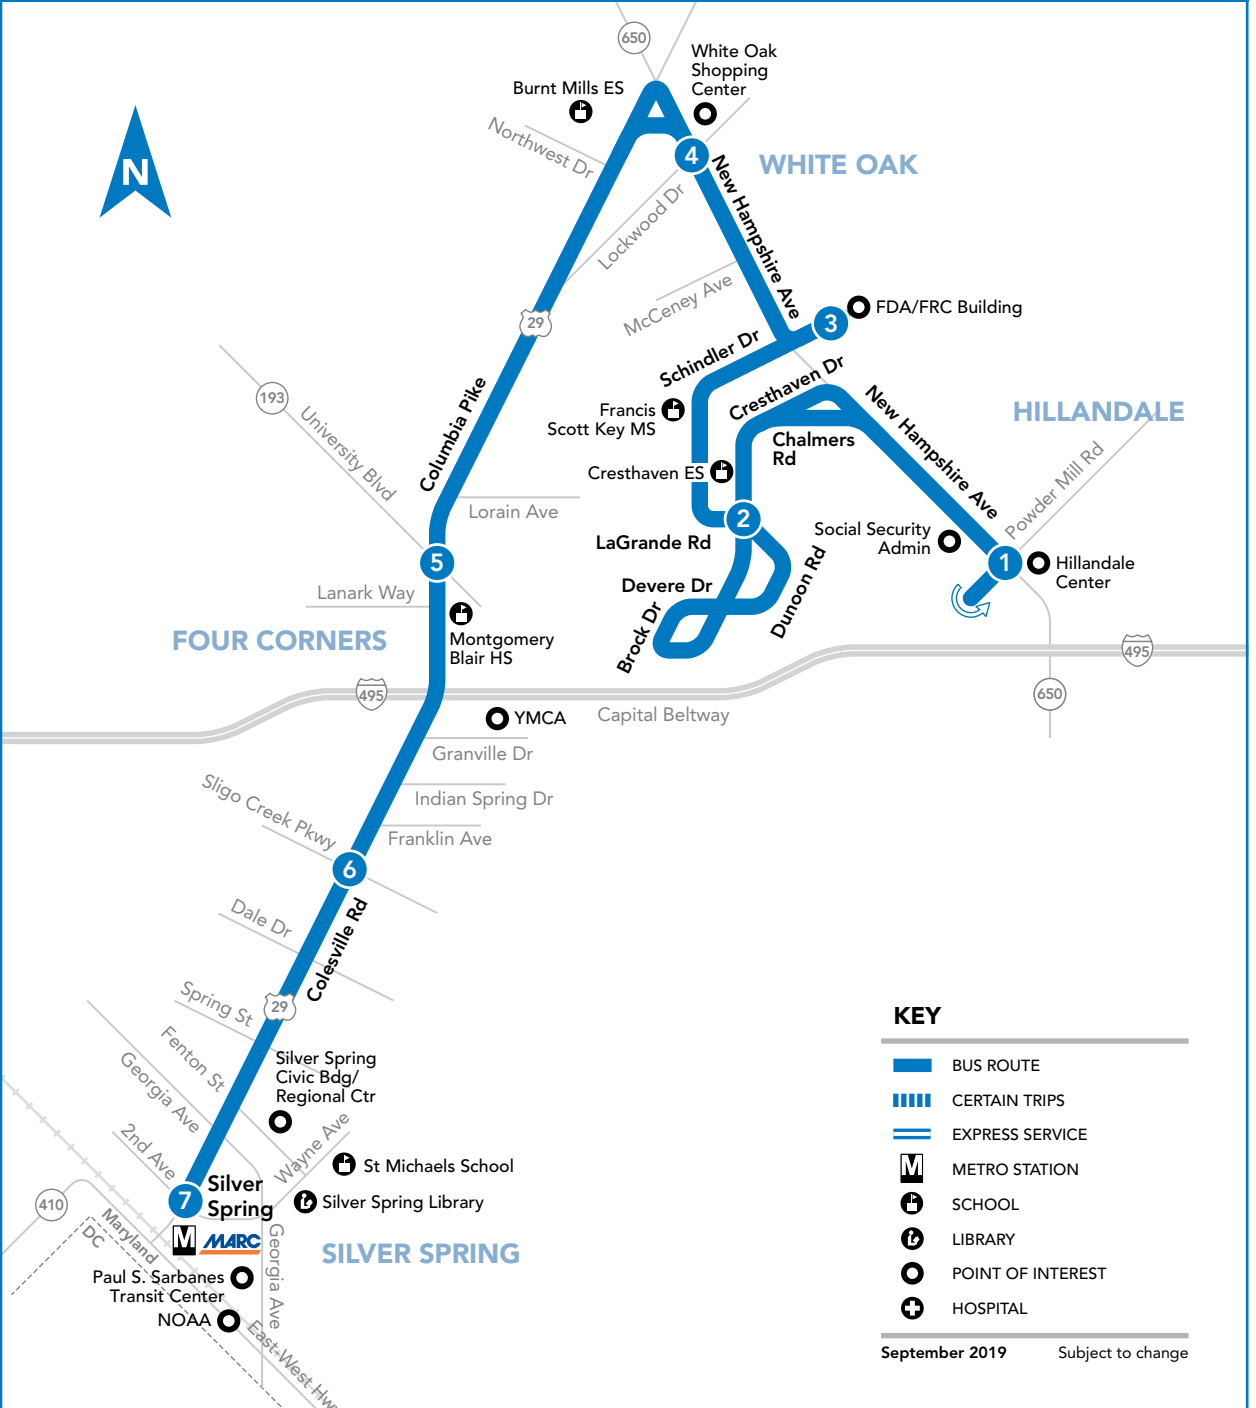 650
White Oak
Shopping
Center
Burnt Mills ES
Northwest Dr
N
4
WHITE OAK
New Hampshire Ave
Lockwood Dr
McCeney Ave
29
3
FDA/FRC Building
Schindler Dr
Cresthaven Dr
193
University Blvd
Columbia Pike
Francis
Scott Key MS
New Hampshire Ave
HILLANDALE
Chalmers
Rd
Cresthaven ES
Powder Mill Rd
Lorain Ave
2
LaGrande Rd
Social Security
Admin
5
1
Hillandale
Center
Lanark Way
Devere Dr
Dunoon Rd
Brock Dr
FOUR CORNERS
Montgomery
Blair HS
495
495
650
YMCA
Capital Beltway
Granville Dr
Sligo Creek Pkwy
Indian Spring Dr
Franklin Ave
6
Dale Dr
Colesville Rd
Spring St
29
Fenton St
Georgia Ave
Silver Spring
Civic Bdg/
Regional Ctr
2nd Ave
Wayne Ave
St Michaels School
7
Silver
Spring
Silver Spring Library
410
Maryland
DC
M
MARC
Georgia Ave
SILVER SPRING
Paul S. Sarbanes
Transit Center
NOAA
East-West Hwy
KEY
BUS ROUTE
CERTAIN TRIPS
EXPRESS SERVICE
M
METRO STATION
SCHOOL
LIBRARY
POINT OF INTEREST
HOSPITAL
September 2019
Subject to change